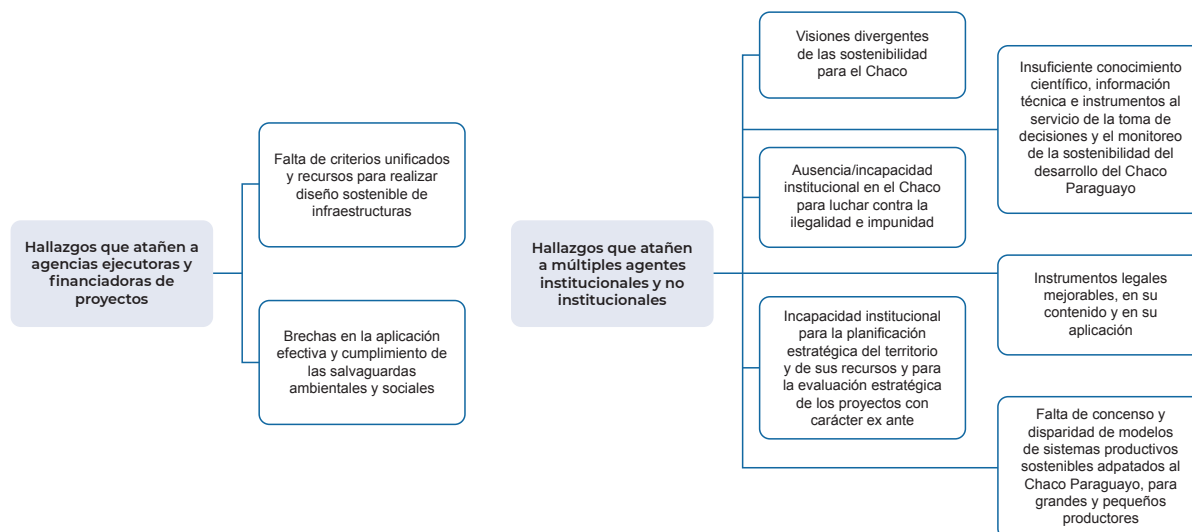 Hallazgos que atañen a
agencias ejecutoras y
financiadoras de
proyectos
Falta de criterios unificados
y recursos para realizar
diseño sostenible de
infraestructuras
Brechas en la aplicación
efectiva y cumplimiento de
las salvaguardas
ambientales y sociales
Hallazgos que atañen
a múltiples agentes
institucionales y no
institucionales
Visiones divergentes
de las sostenibilidad
para el Chaco
Insuficiente conocimiento
científico, información
técnica e instrumentos al
servicio de la toma de
decisiones y el monitoreo
de la sostenibilidad del
desarrollo del Chaco
Paraguayo
Ausencia/incapacidad
institucional en el Chaco
para luchar contra la
ilegalidad e impunidad
Instrumentos legales
mejorables, en su
contenido y en su
aplicación
Incapacidad institucional
para la planificación
estratégica del territorio
y de sus recursos y para
la evaluación estratégica
de los proyectos con
carácter ex ante
Falta de concenso y
disparidad de modelos
de sistemas productivos
sostenibles adpatados al
Chaco Paraguayo, para
grandes y pequeños
productores